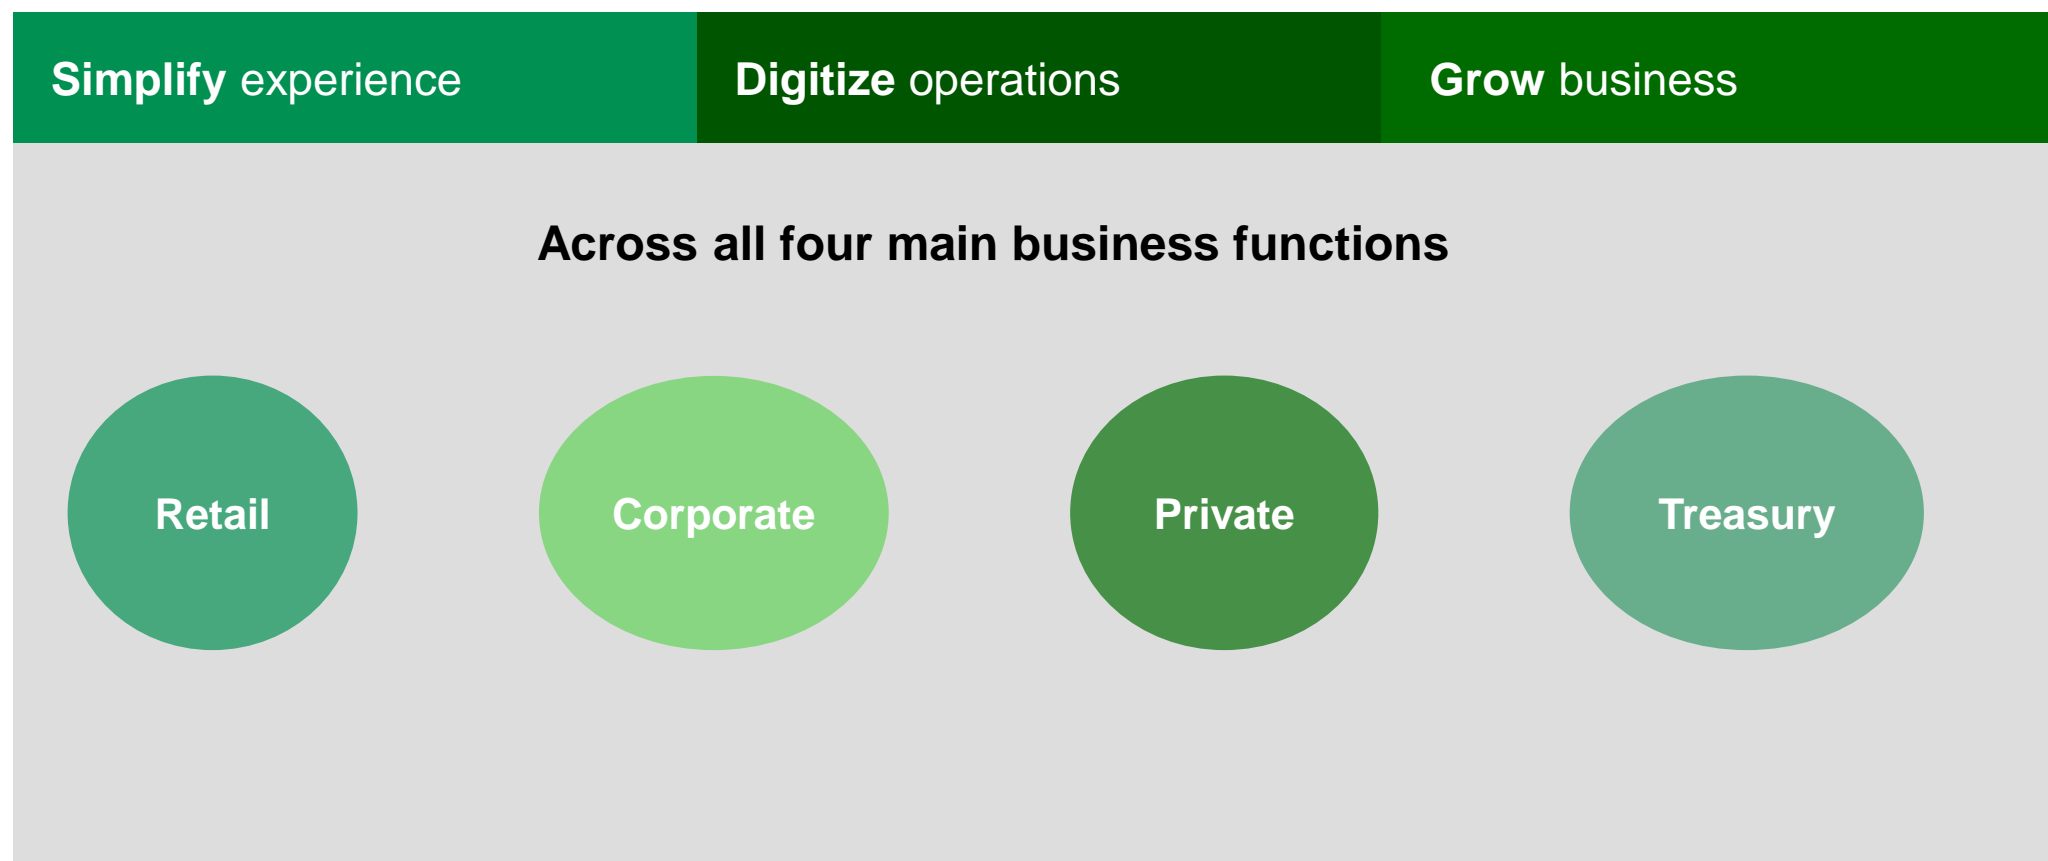 Simplify experience
Digitize operations
Grow business
Across all four main business functions
Retail
Corporate
Private
Treasury